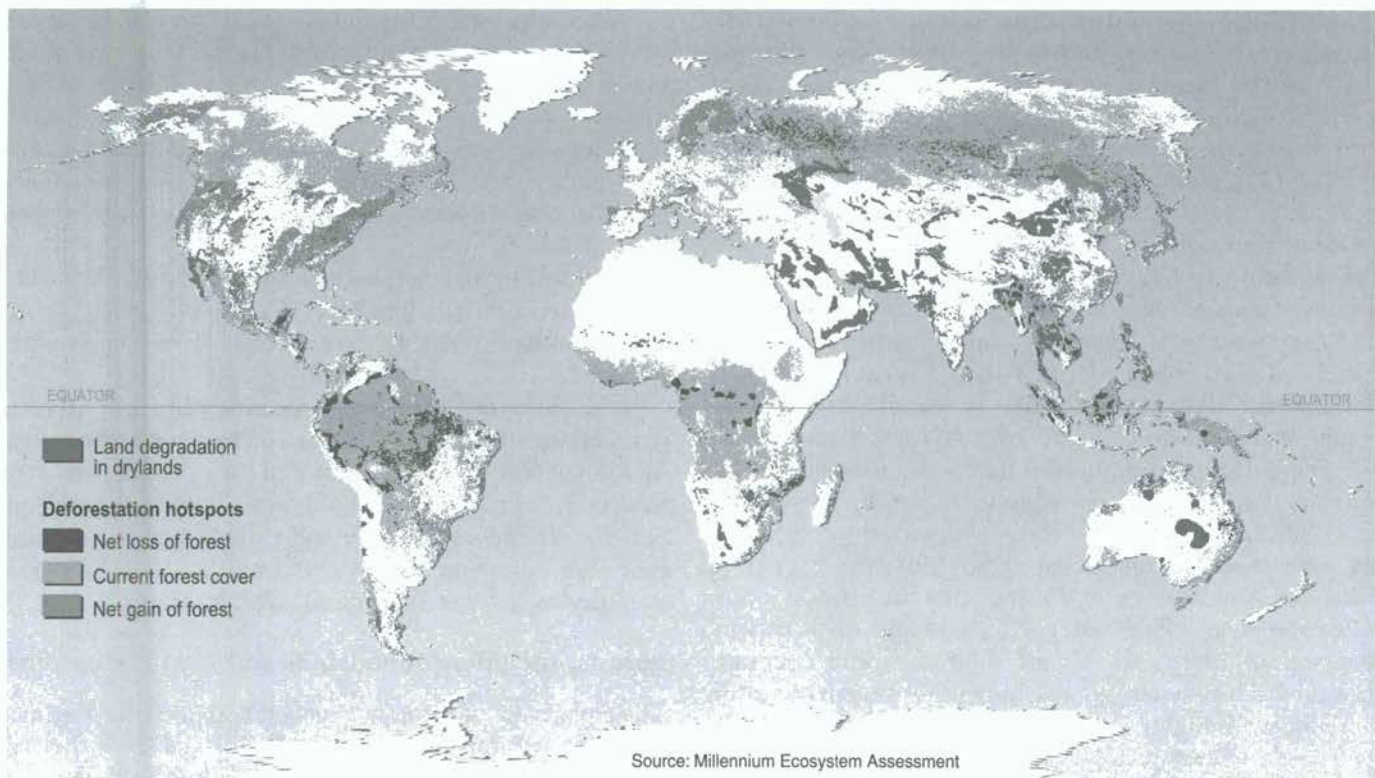 EQUATOR
EQUATOR
Land degradation
in drylands
Deforestation hotspots
Net loss of forest
Current forest cover
Net gain of forest
Source: Millennium Ecosystem Assessment